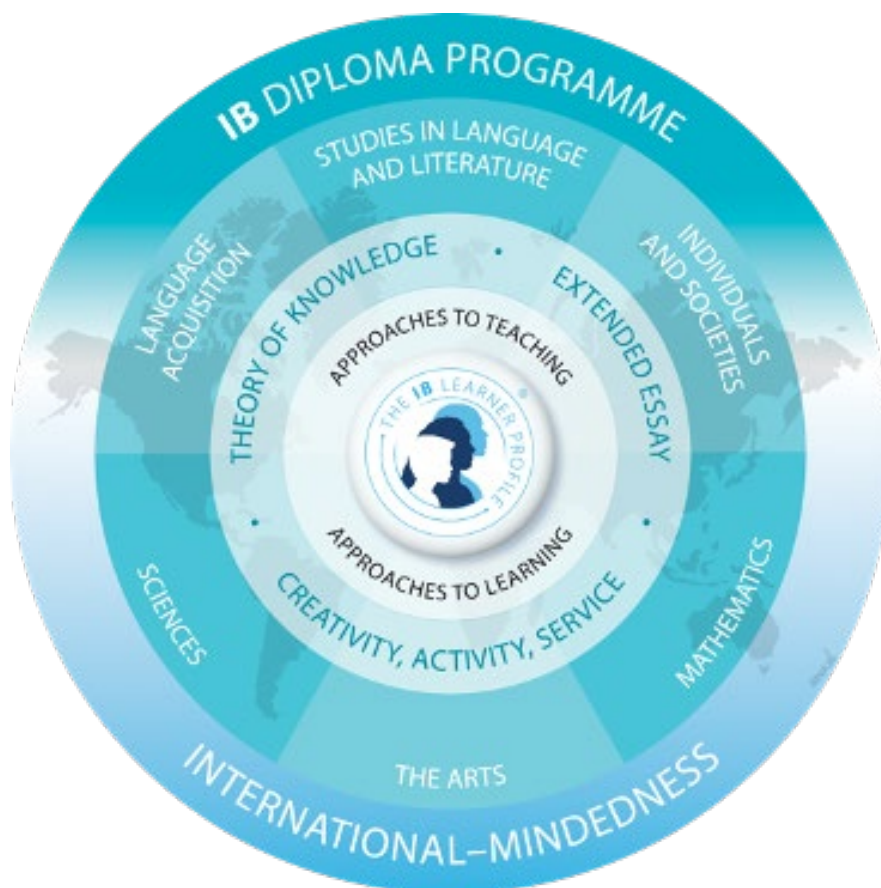 IB DIPLOMA PROGRAMME
STUDIES IN LANGUAGE
AND LITERATURE
LANGUAGE
ACQUISITION
INDIVIDUALS
AND SOCIETIES
THEORY OF KNOWLEDGE
•
EXTENDED ESSAY
•
APPROACHES TO TEACHING
THE IB LEARNER PROFILE ®
APPROACHES TO LEARNING
•
CREATIVITY, ACTIVITY, SERVICE
SCIENCES
MATHEMATICS
THE ARTS
INTERNATIONAL–MINDEDNESS